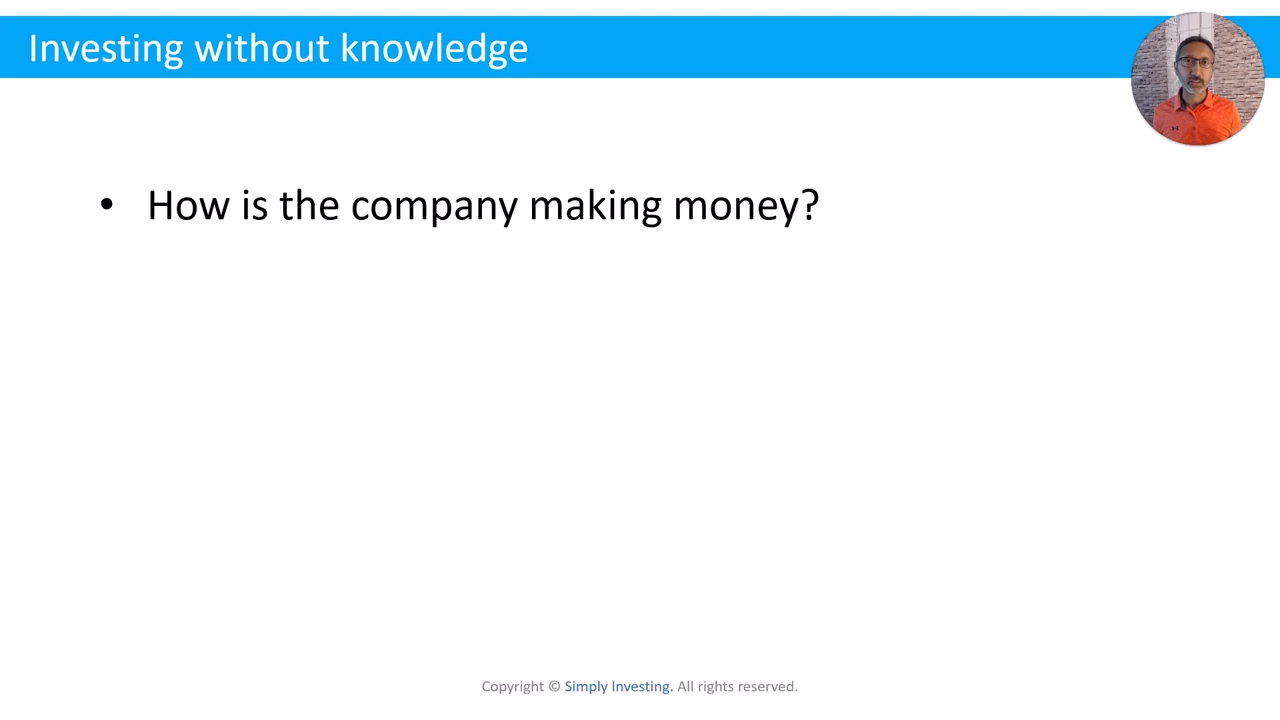 Investing without knowledge
• How is the company making money?
Copyright © Simply Investing. All rights reserved.